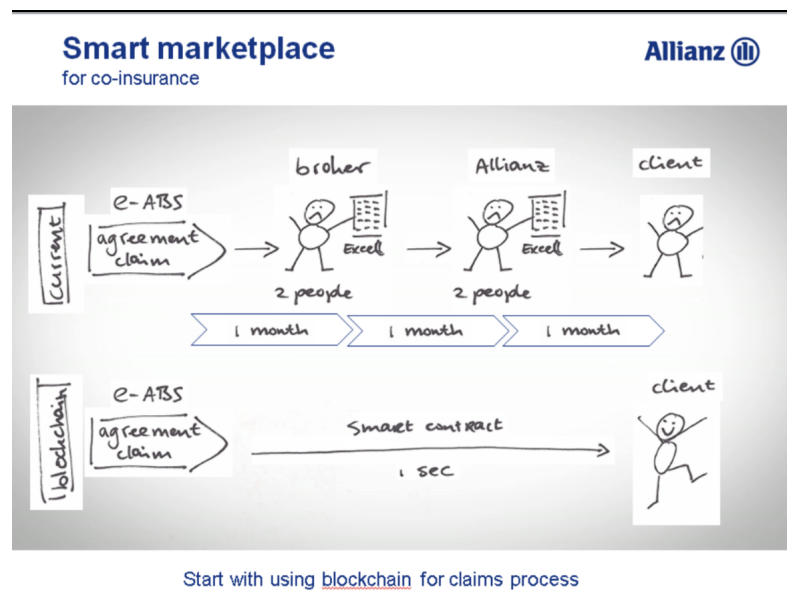 Smart marketplace
for co-insurance
Allianz
current
e-ABS
agreement
claim
broker
Excell
2 people
Allianz
Excell
2 people
client
1 month
1 month
1 month
blockchain
e-ABS
agreement
claim
smart contract
1 sec
client
Start with using blockchain for claims process